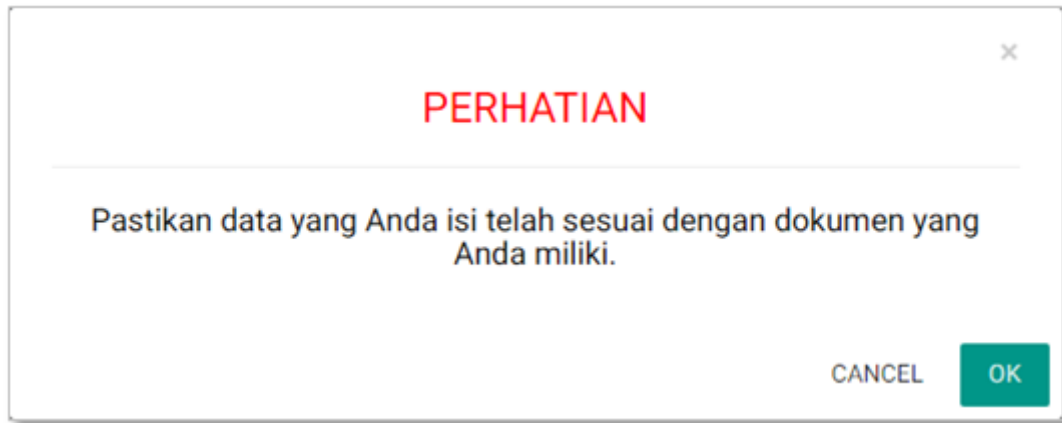 ×
PERHATIAN
Pastikan data yang Anda isi telah sesuai dengan dokumen yang
Anda miliki.
CANCEL OK